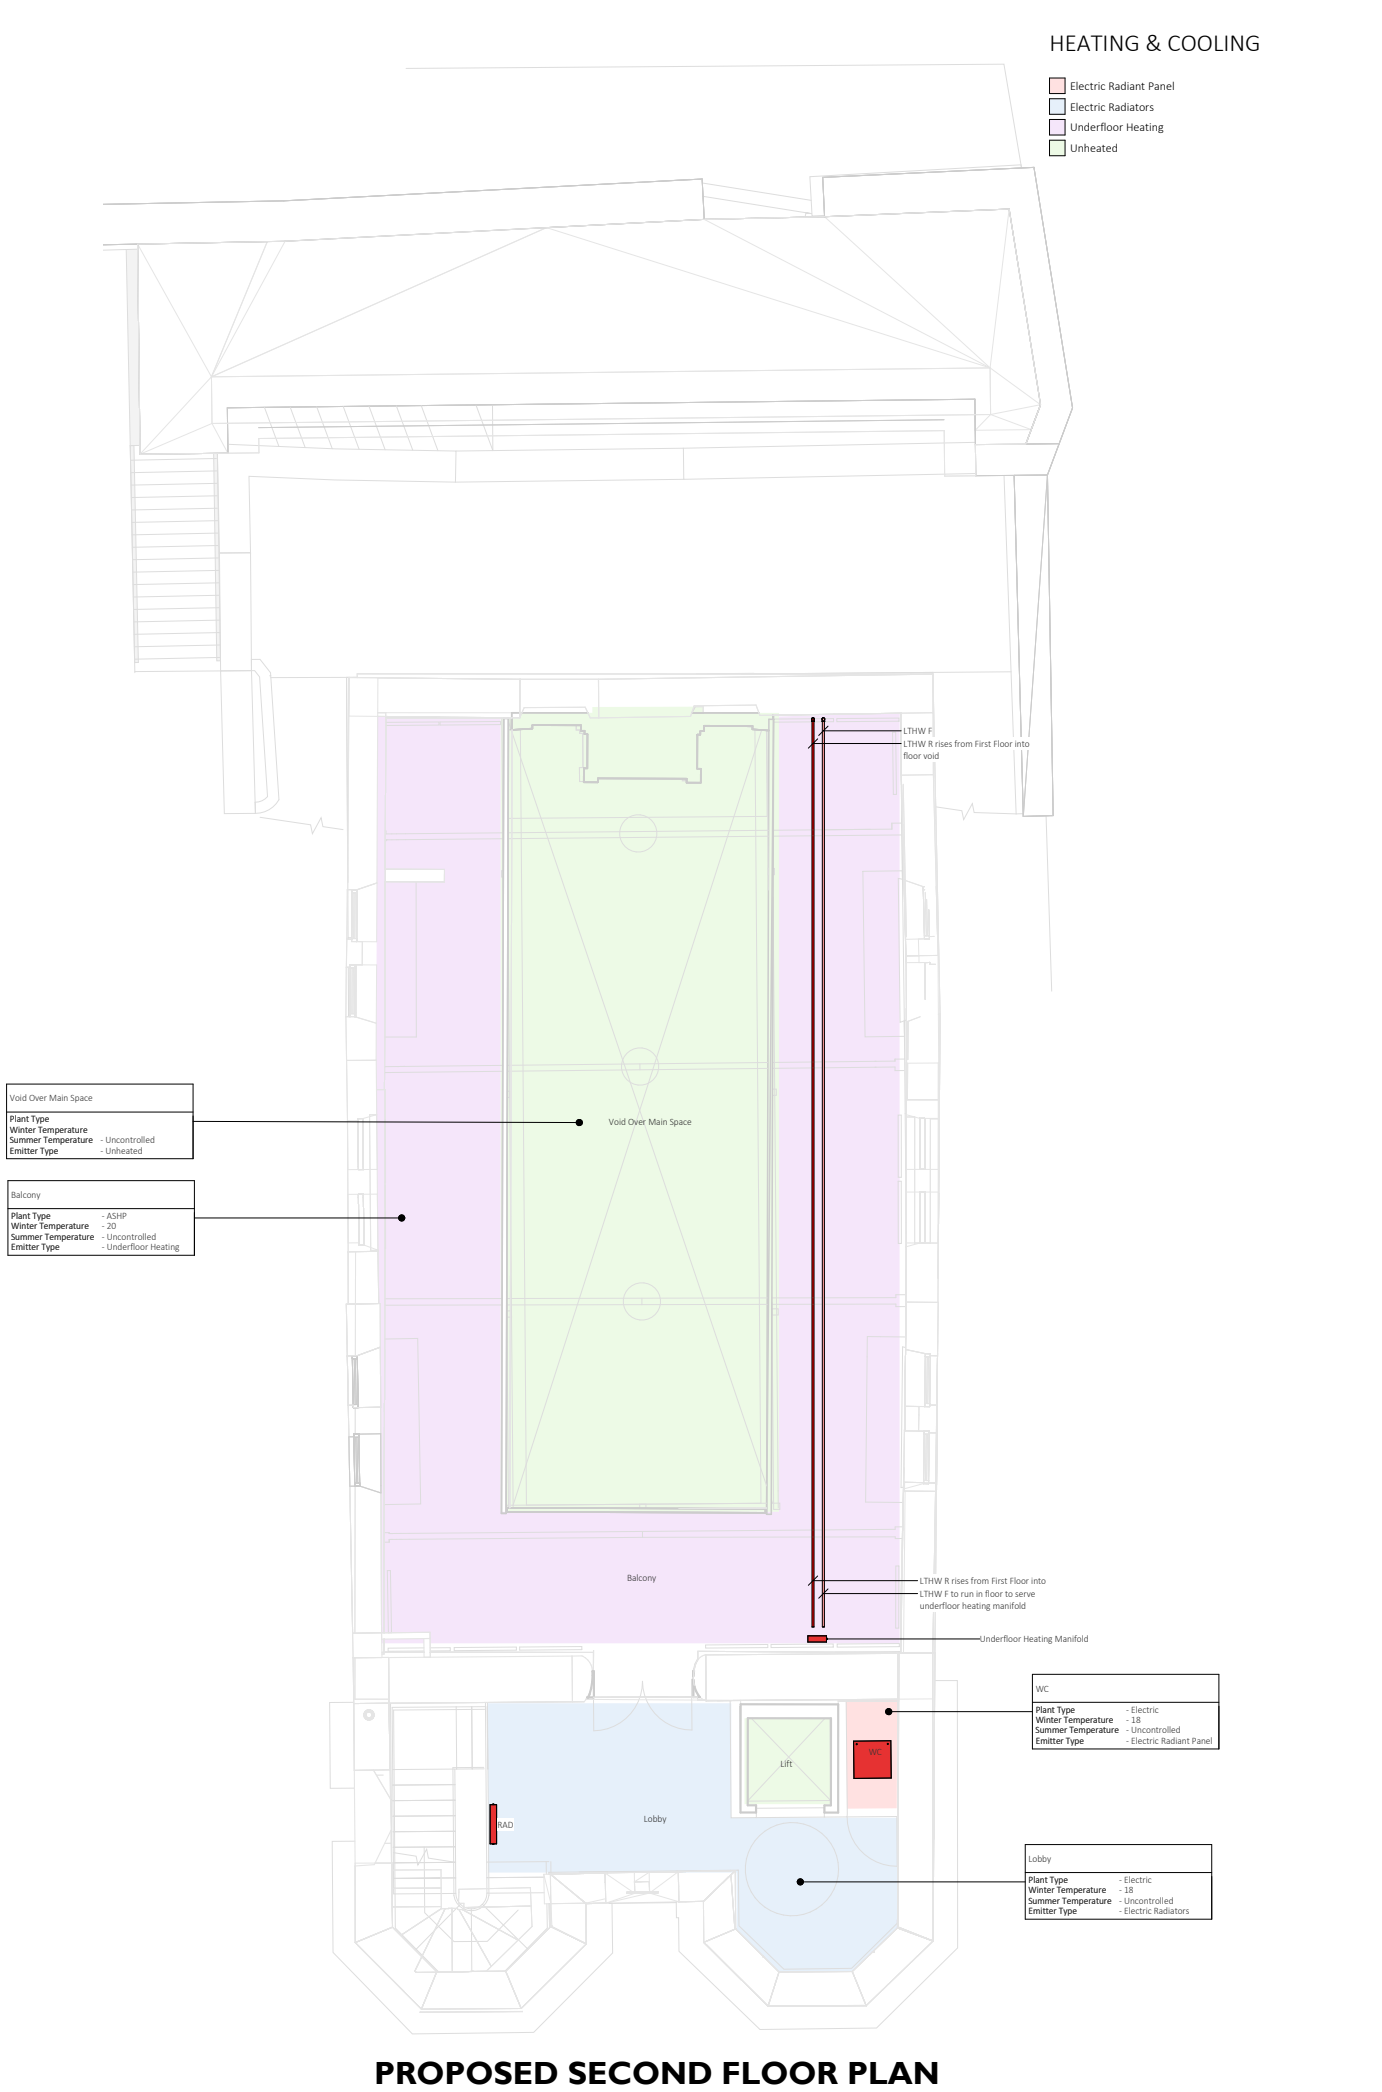 HEATING & COOLING
Electric Radiant Panel
Electric Radiators
Underfloor Heating
Unheated
LTHW F
LTHW R rises from First Floor into
floor void
Void Over Main Space
Plant Type
Winter Temperature
Summer Temperature - Uncontrolled
Emitter Type - Unheated
Void Over Main Space
Balcony
Plant Type - ASHP
Winter Temperature - 20
Summer Temperature - Uncontrolled
Emitter Type - Underfloor Heating
Balcony
LTHW R rises from First Floor into
LTHW F to run in floor to serve
underfloor heating manifold
Underfloor Heating Manifold
WC
Plant Type - Electric
Winter Temperature - 18
Summer Temperature - Uncontrolled
Emitter Type - Electric Radiant Panel
WC
Lift
Lobby
RAD
Lobby
Plant Type - Electric
Winter Temperature - 18
Summer Temperature - Uncontrolled
Emitter Type - Electric Radiators
PROPOSED SECOND FLOOR PLAN